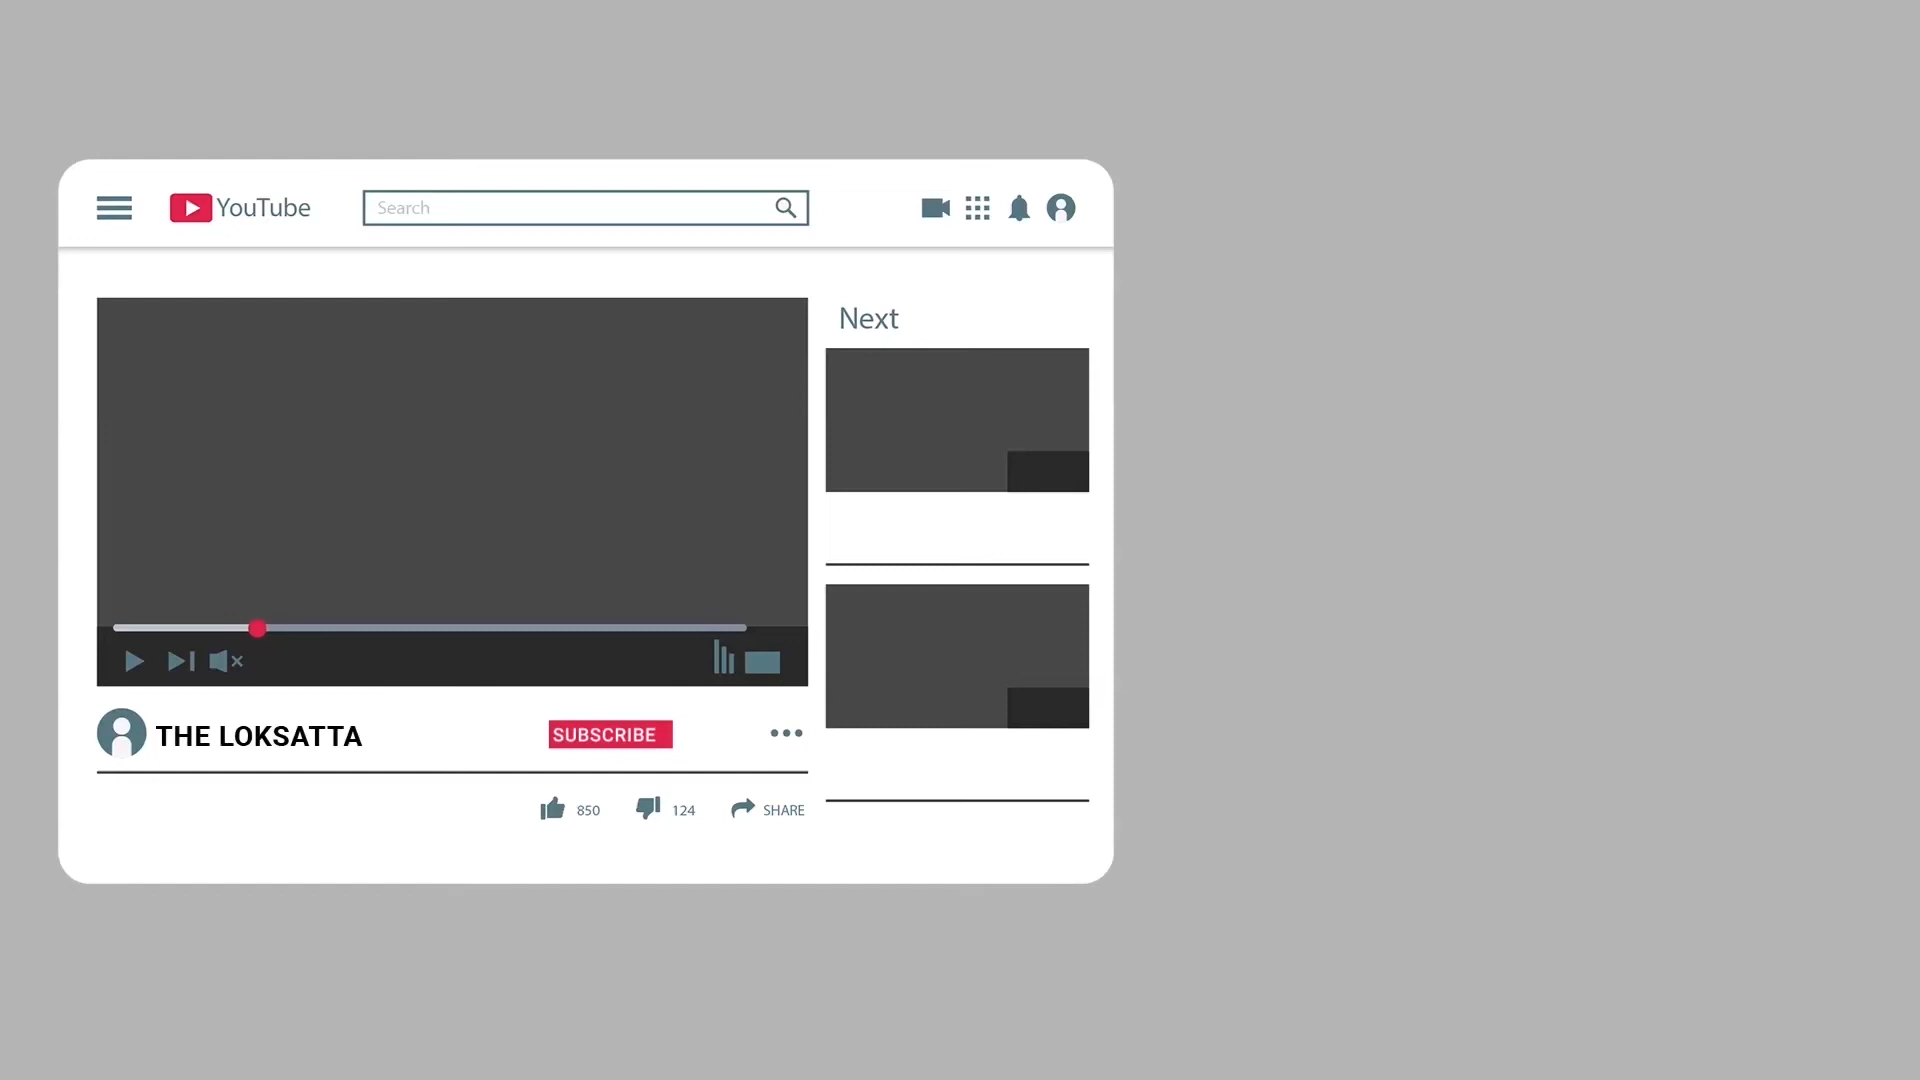 YouTube
Search
Next
THE LOKSATTA
SUBSCRIBE
850
124
SHARE